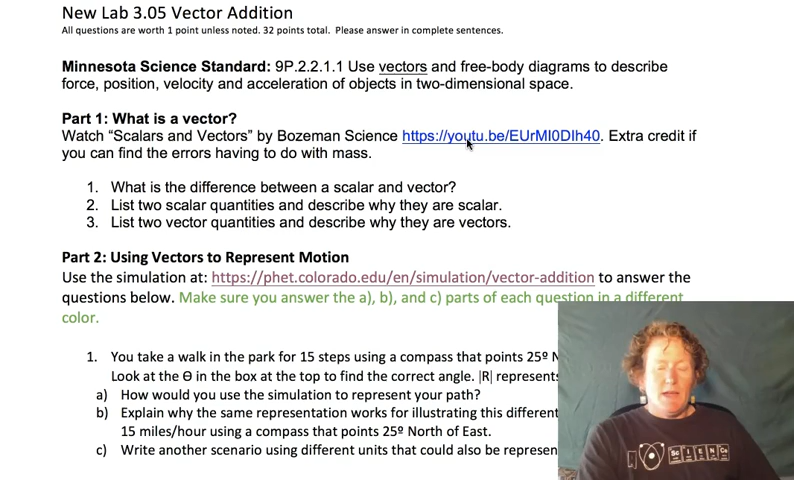 New Lab 3.05 Vector Addition
All questions are worth 1 point unless noted. 32 points total. Please answer in complete sentences.
Minnesota Science Standard: 9P.2.2.1.1 Use vectors and free-body diagrams to describe
force, position, velocity and acceleration of objects in two-dimensional space.
Part 1: What is a vector?
Watch “Scalars and Vectors” by Bozeman Science https://youtu.be/EUrMI0DIh40. Extra credit if
you can find the errors having to do with mass.
1. What is the difference between a scalar and vector?
2. List two scalar quantities and describe why they are scalar.
3. List two vector quantities and describe why they are vectors.
Part 2: Using Vectors to Represent Motion
Use the simulation at: https://phet.colorado.edu/en/simulation/vector-addition to answer the
questions below. Make sure you answer the a), b), and c) parts of each question in a different
color.
1. You take a walk in the park for 15 steps using a compass that points 25º N
Look at the Θ in the box at the top to find the correct angle. |R| represents
a) How would you use the simulation to represent your path?
b) Explain why the same representation works for illustrating this different
15 miles/hour using a compass that points 25º North of East.
c) Write another scenario using different units that could also be represen
SCIENCe